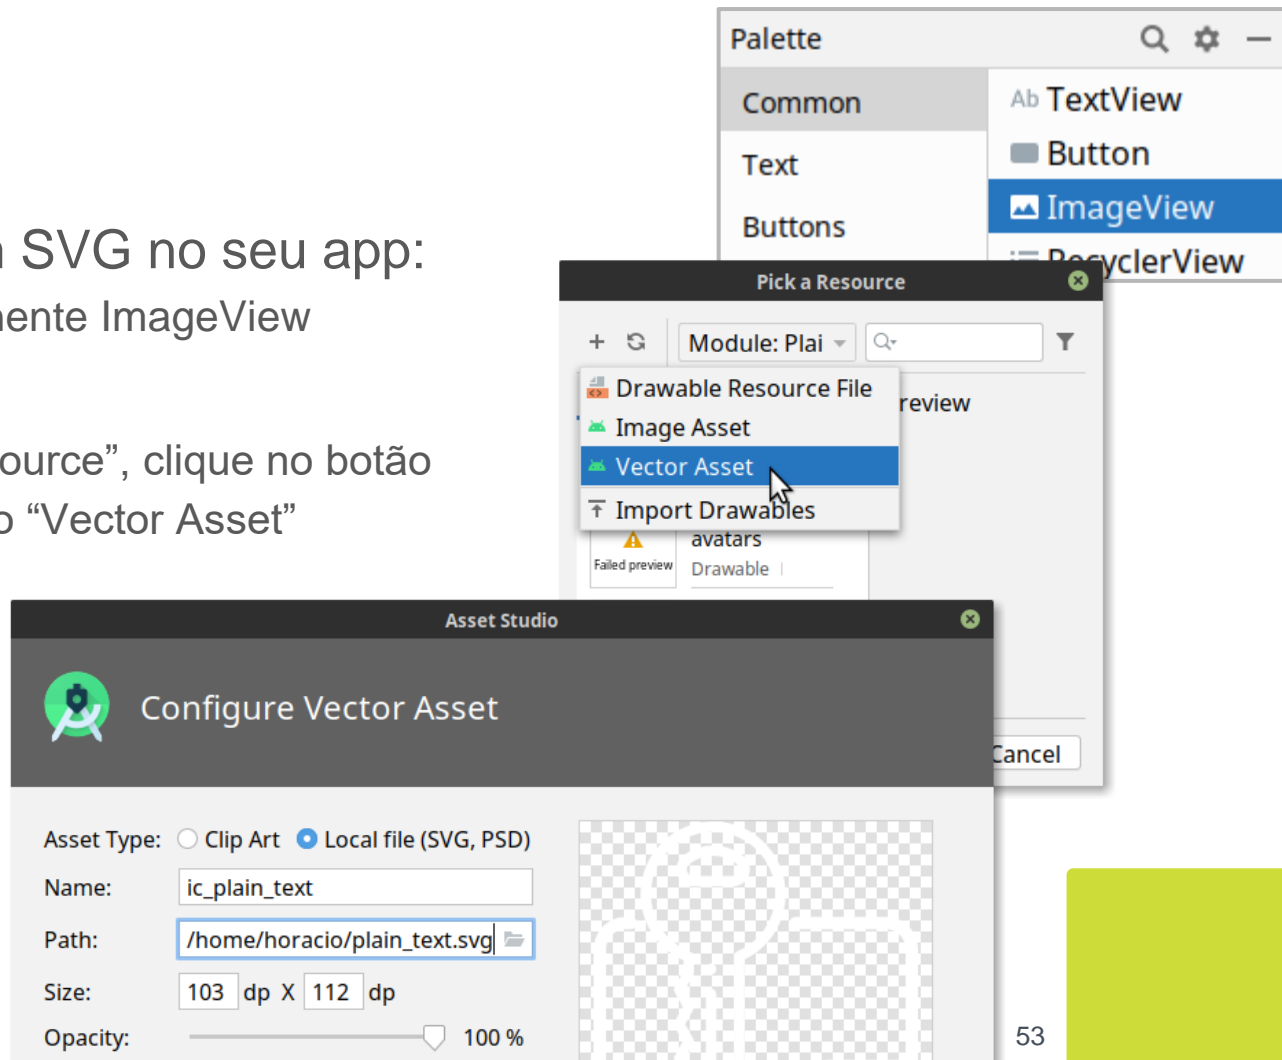 Palette
Common
Ab TextView
Text
Button
Buttons
ImageView
RecyclerView
SVG no seu app:
ImageView
ource”, clique no botão
o “Vector Asset”
Pick a Resource
Module: Plai
Drawable Resource File
review
Image Asset
Vector Asset
Import Drawables
avatars
Failed preview
Drawable
Cancel
Asset Studio
Configure Vector Asset
Asset Type: Clip Art Local file (SVG, PSD)
Name: ic_plain_text
Path: /home/horacio/plain_text.svg
Size: 103 dp X 112 dp
Opacity: 100 %
53